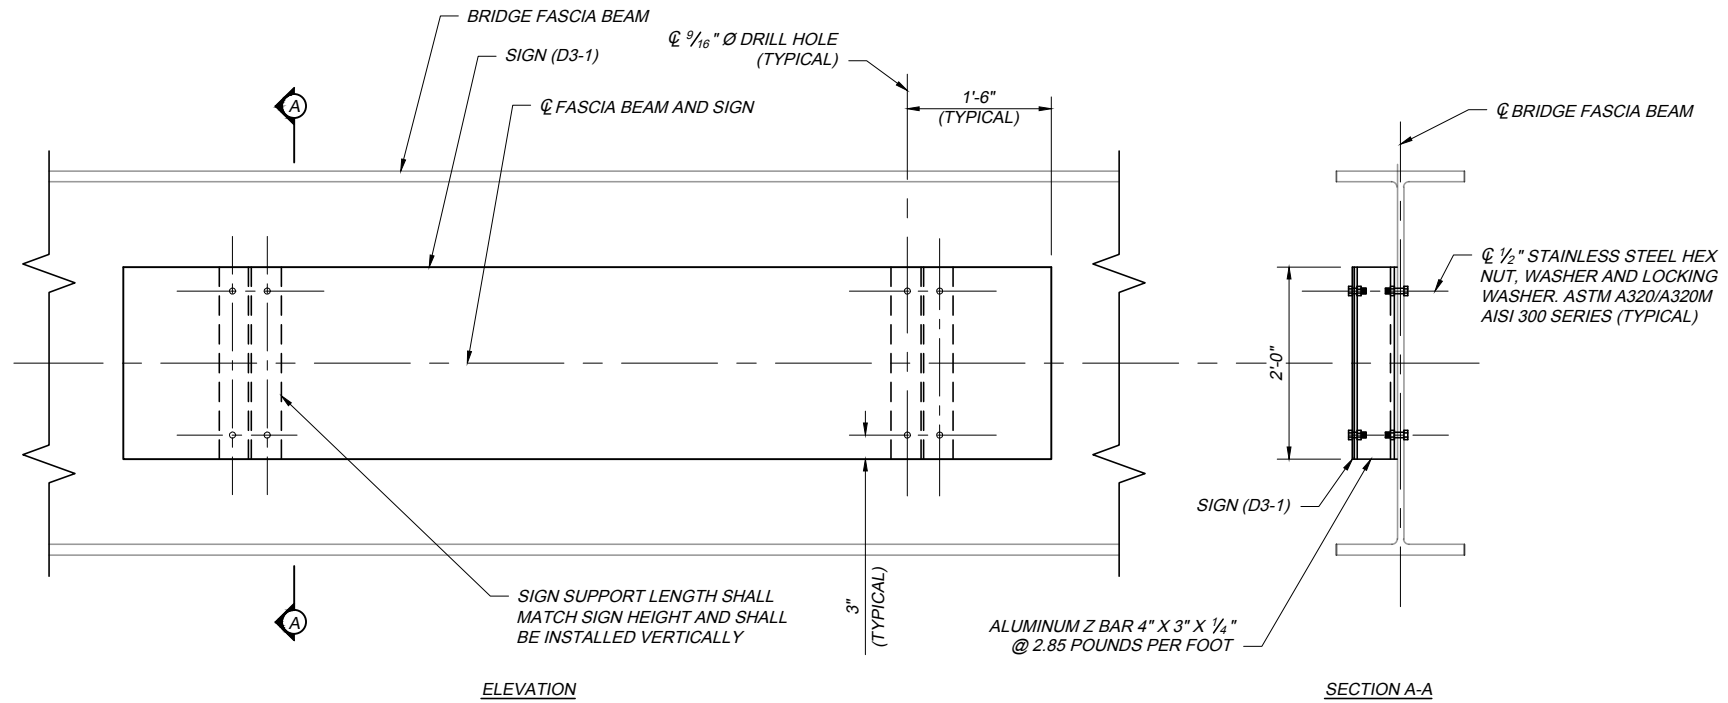 BRIDGE FASCIA BEAM
℄ 9/16" Ø DRILL HOLE
(TYPICAL)
SIGN (D3-1)
A
℄ FASCIA BEAM AND SIGN
1'-6"
(TYPICAL)
℄ BRIDGE FASCIA BEAM
℄ 1/2" STAINLESS STEEL HEX
NUT, WASHER AND LOCKING
WASHER. ASTM A320/A320M
AISI 300 SERIES (TYPICAL)
2'-0"
SIGN (D3-1)
SIGN SUPPORT LENGTH SHALL
MATCH SIGN HEIGHT AND SHALL
BE INSTALLED VERTICALLY
A
3"
(TYPICAL)
ALUMINUM Z BAR 4" X 3" X 1/4"
@ 2.85 POUNDS PER FOOT
ELEVATION
SECTION A-A